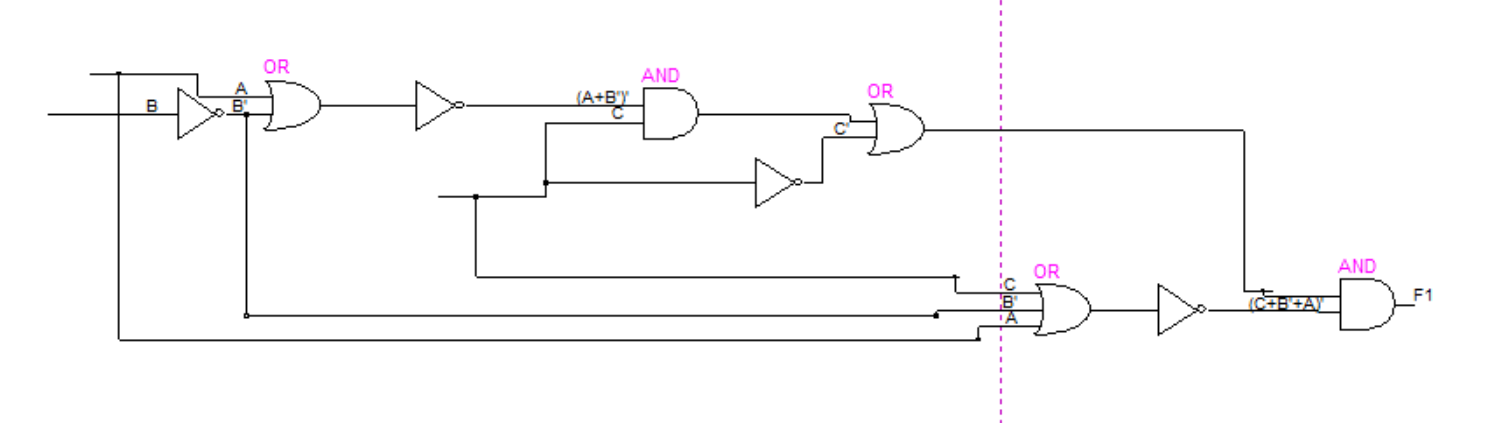 OR
A
B
B'
AND
(A+B')'
C
OR
C'
OR
C
B'
A
AND
(C+B'+A)'
F1